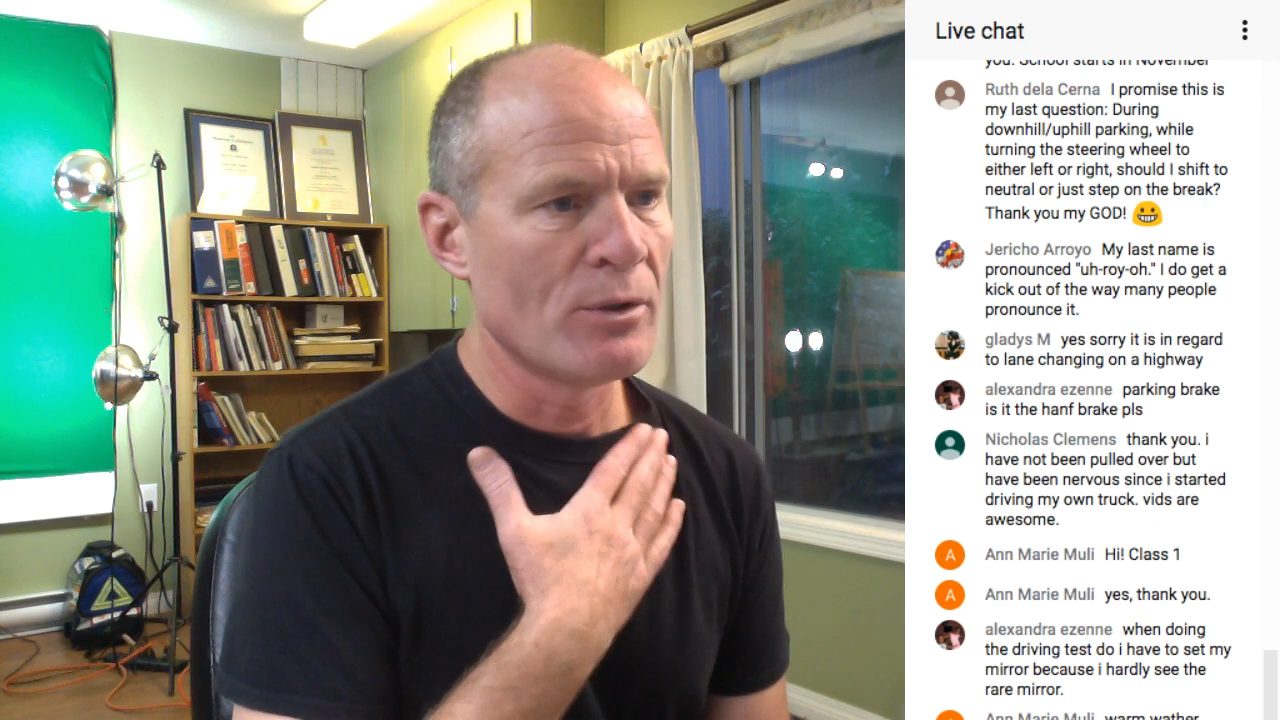 Live chat
you. School starts in November
Ruth dela Cerna I promise this is
my last question: During
downhill/uphill parking, while
turning the steering wheel to
either left or right, should I shift to
neutral or just step on the break?
Thank you my GOD! 😀
Jericho Arroyo My last name is
pronounced "uh-roy-oh." I do get a
kick out of the way many people
pronounce it.
gladys M yes sorry it is in regard
to lane changing on a highway
alexandra ezenne parking brake
is it the hanf brake pls
Nicholas Clemens thank you. i
have not been pulled over but
have been nervous since i started
driving my own truck. vids are
awesome.
A Ann Marie Muli Hi! Class 1
A Ann Marie Muli yes, thank you.
alexandra ezenne when doing
the driving test do i have to set my
mirror because i hardly see the
rare mirror.
Ann Marie Muli warm wather